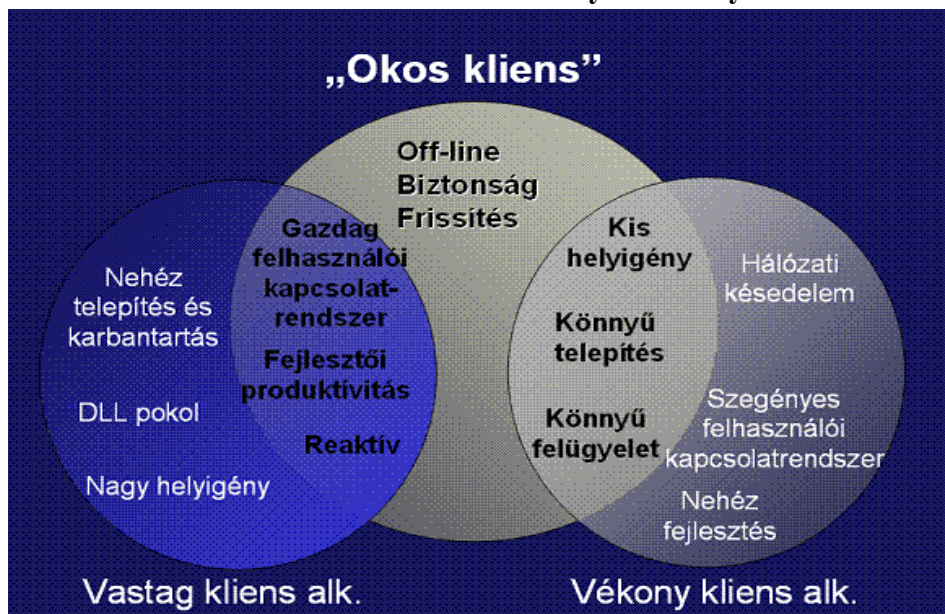 „Okos kliens”
Off-line
Biztonság
Frissítés
Gazdag
felhasználói
kapcsolat-
rendszer
Fejlesztői
produktivitás
Reaktív
Nehéz
telepítés és
karbantartás
DLL pokol
Nagy helyigény
Kis
helyigény
Könnyű
telepítés
Könnyű
felügyelet
Hálózati
késedelem
Szegényes
felhasználói
kapcsolatrendszer
Nehéz
fejlesztés
Vastag kliens alk.
Vékony kliens alk.